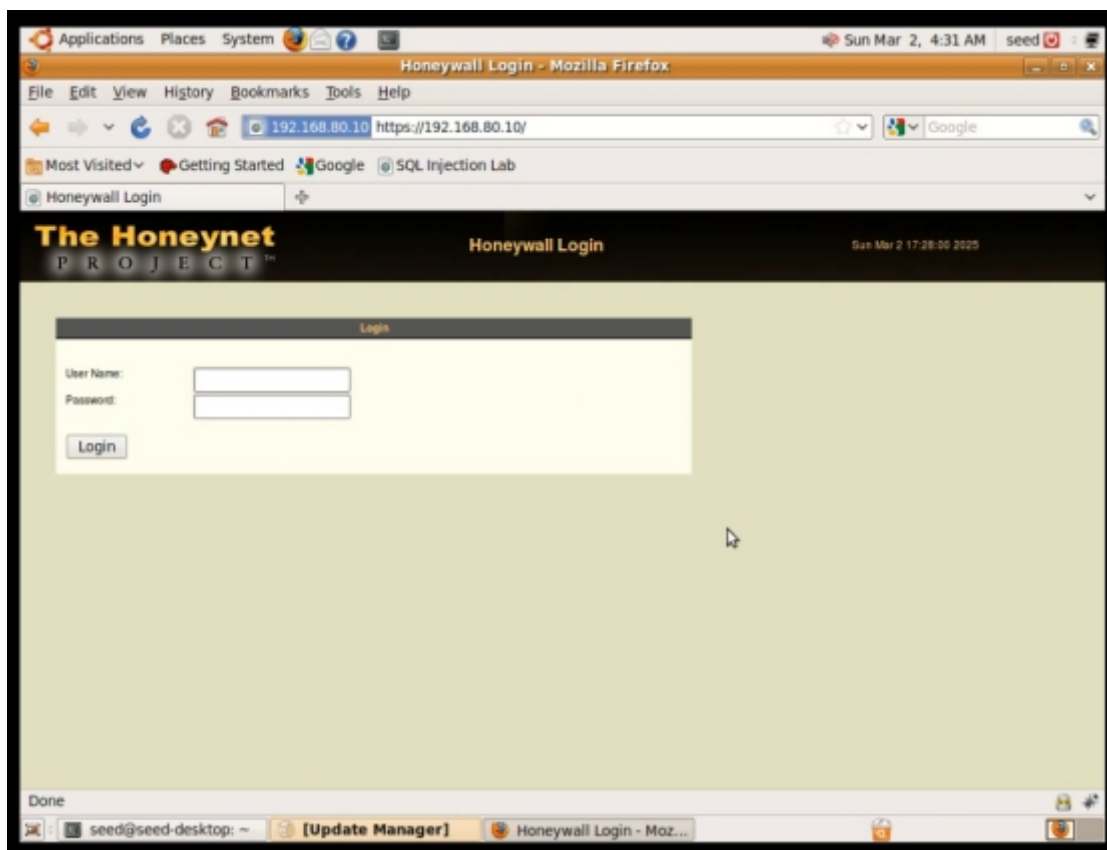 Applications Places System Sun Mar 2, 4:31 AM seed
Honeywall Login - Mozilla Firefox
File Edit View History Bookmarks Tools Help
192.168.80.10 https://192.168.80.10/ Google
Most Visited Getting Started Google SQL Injection Lab
Honeywall Login
The Honeynet
PROJECT™
Honeywall Login
Sun Mar 2 17:28:00 2025
Login
User Name:
Password:
Login
Done
seed@seed-desktop: ~ [Update Manager] Honeywall Login - Moz...